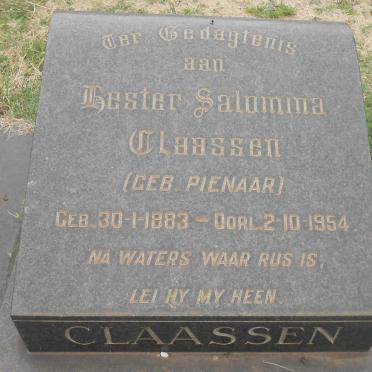 Ter Gedagtenis
aan
Hester Salomina
Claassen
(GEB. PIENAAR)
GEB. 30-1-1883 – OORL. 2-10-1954.
NA WATERS WAAR RUS IS,
LEI HY MY HEEN.
CLAASSEN